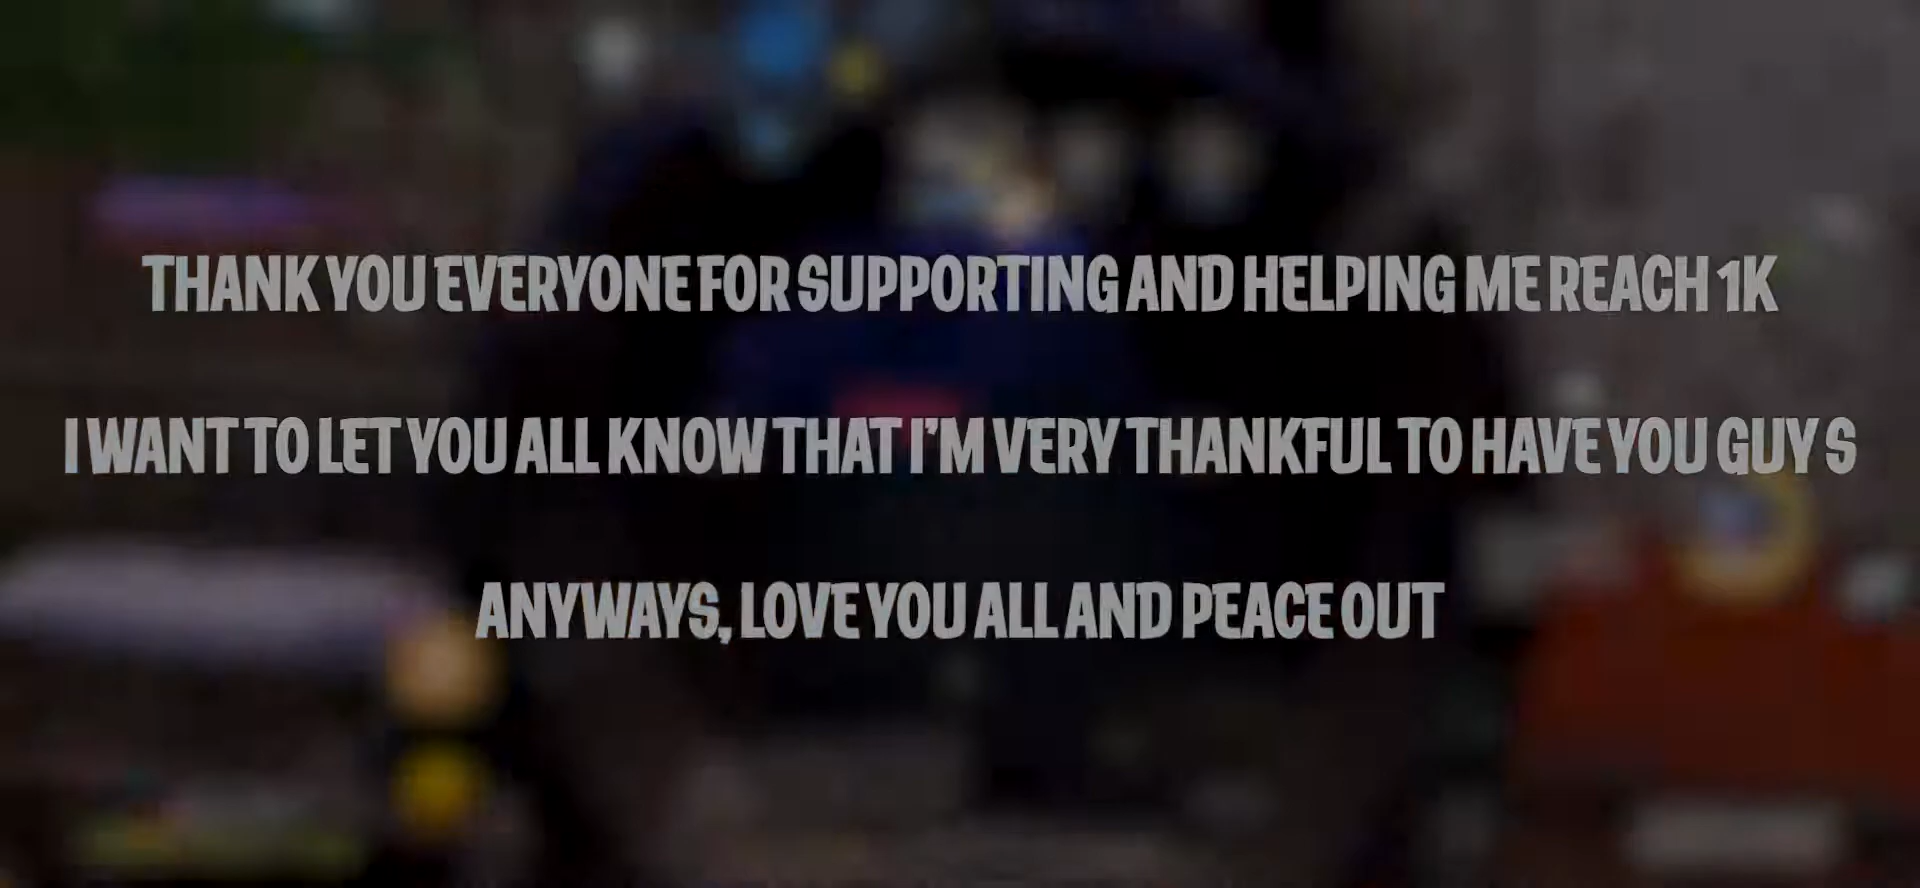 THANK YOU EVERYONE FOR SUPPORTING AND HELPING ME REACH 1K
I WANT TO LET YOU ALL KNOW THAT I'M VERY THANKFUL TO HAVE YOU GUYS
ANYWAYS, LOVE YOU ALL AND PEACE OUT